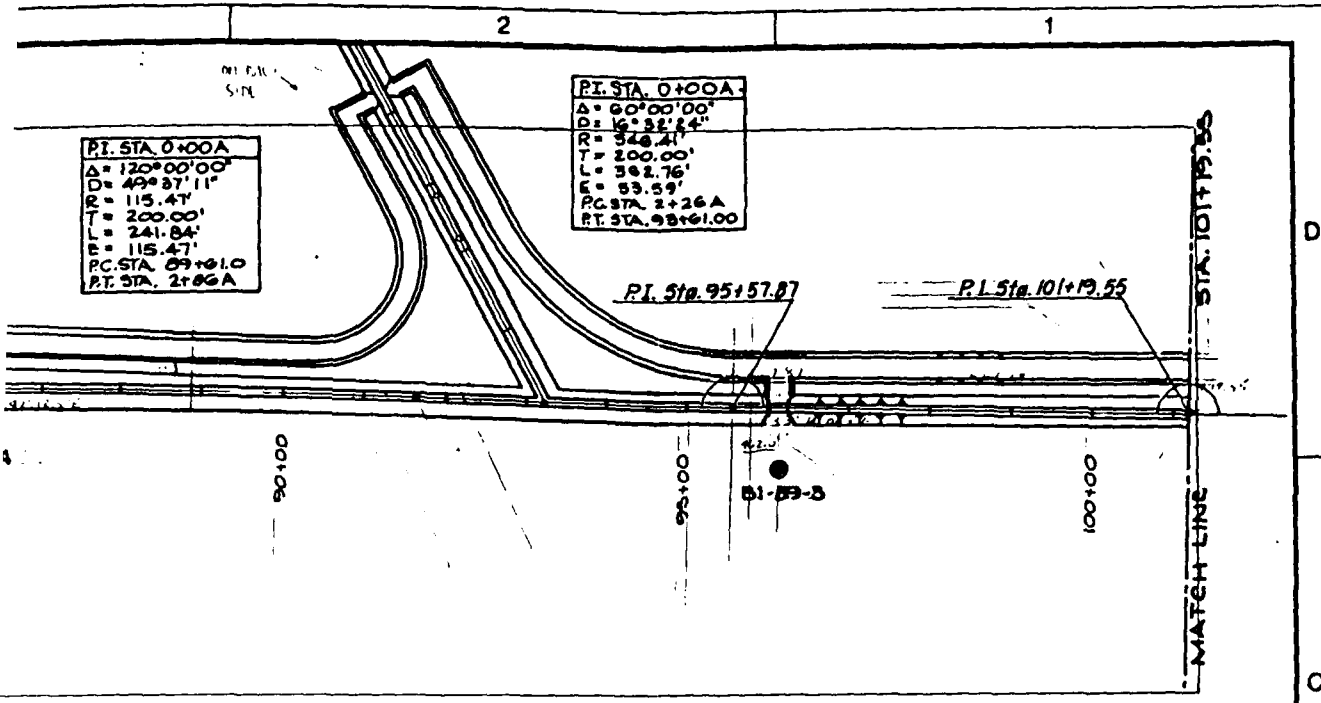 2
1
P.I. STA. 0+00A
Δ = 120°00'00"
D = 49°37'11"
R = 115.47'
T = 200.00'
L = 241.84'
E = 115.47'
P.C. STA. 89+61.0
P.T. STA. 2+86A
P.I. STA. 0+00A
Δ = 60°00'00"
D = 16°32'24"
R = 346.41'
T = 200.00'
L = 362.76'
E = 53.59'
P.C. STA. 2+26A
P.T. STA. 93+61.00
STA. 101+19.55
D
P.I. Sta. 95+57.87
P.I. Sta. 101+19.55
90+00
95+00
B1-89-3
100+00
MATCH LINE
C